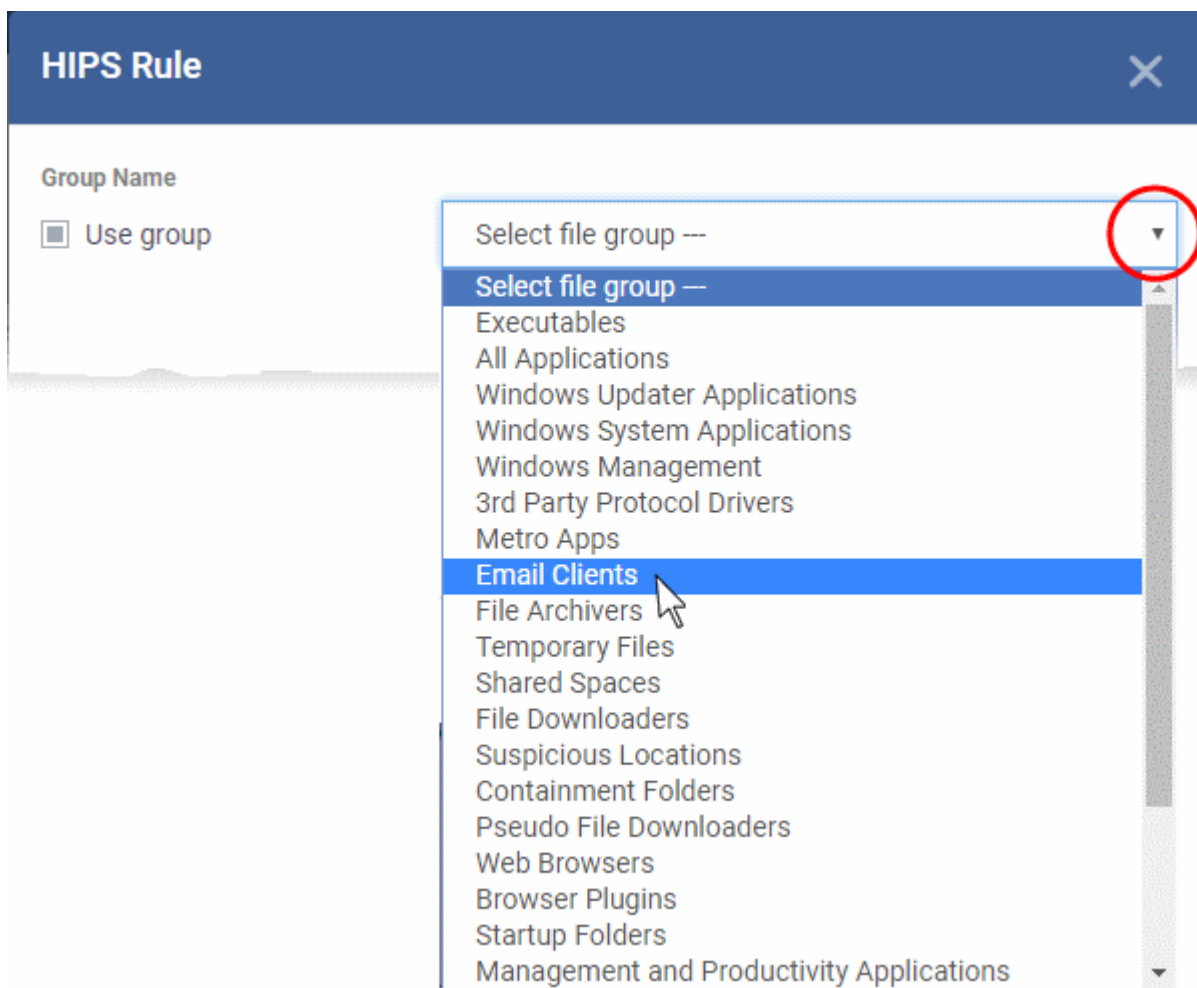 HIPS Rule
Group Name
Use group
Select file group ---
Select file group ---
Executables
All Applications
Windows Updater Applications
Windows System Applications
Windows Management
3rd Party Protocol Drivers
Metro Apps
Email Clients
File Archivers
Temporary Files
Shared Spaces
File Downloaders
Suspicious Locations
Containment Folders
Pseudo File Downloaders
Web Browsers
Browser Plugins
Startup Folders
Management and Productivity Applications